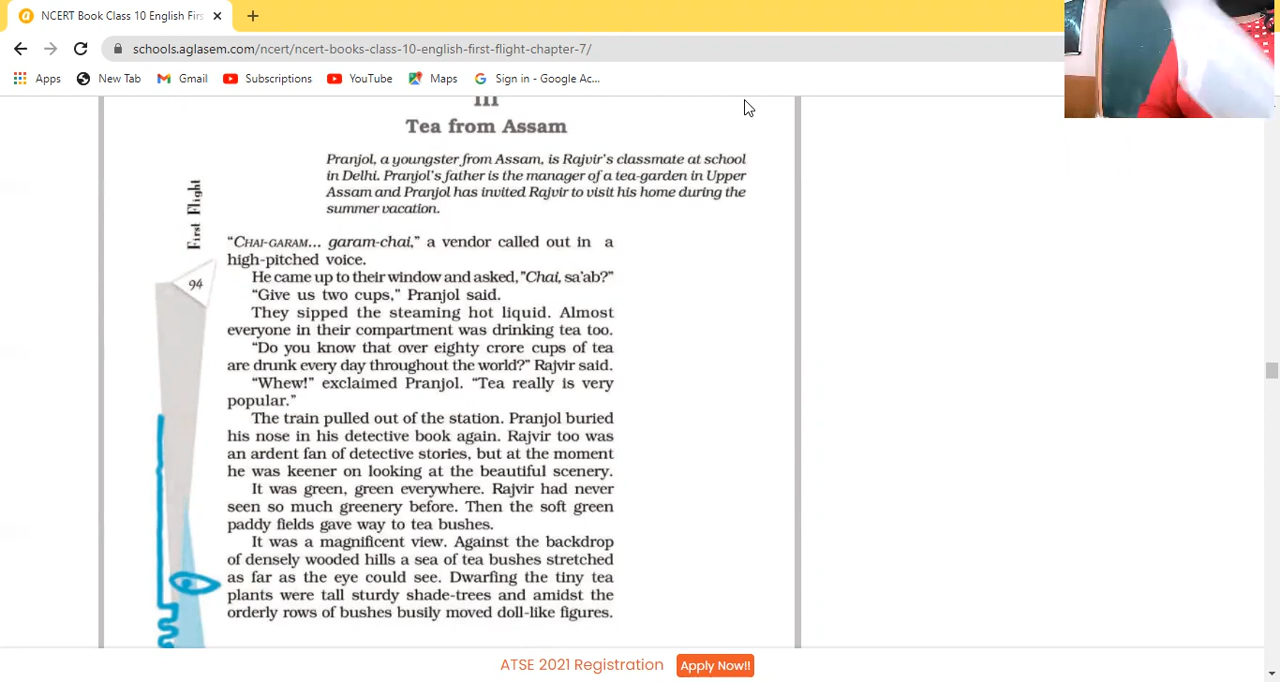 NCERT Book Class 10 English Firs
schools.aglasem.com/ncert/ncert-books-class-10-english-first-flight-chapter-7/
Apps New Tab Gmail Subscriptions YouTube Maps Sign in - Google Ac...
III
Tea from Assam
Pranjol, a youngster from Assam, is Rajvir's classmate at school
in Delhi. Pranjol's father is the manager of a tea-garden in Upper
Assam and Pranjol has invited Rajvir to visit his home during the
summer vacation.
First Flight
94
“CHAI-GARAM... garam-chai,” a vendor called out in a
high-pitched voice.
He came up to their window and asked, ”Chai, sa'ab?”
“Give us two cups,” Pranjol said.
They sipped the steaming hot liquid. Almost
everyone in their compartment was drinking tea too.
“Do you know that over eighty crore cups of tea
are drunk every day throughout the world?” Rajvir said.
“Whew!” exclaimed Pranjol. “Tea really is very
popular.”
The train pulled out of the station. Pranjol buried
his nose in his detective book again. Rajvir too was
an ardent fan of detective stories, but at the moment
he was keener on looking at the beautiful scenery.
It was green, green everywhere. Rajvir had never
seen so much greenery before. Then the soft green
paddy fields gave way to tea bushes.
It was a magnificent view. Against the backdrop
of densely wooded hills a sea of tea bushes stretched
as far as the eye could see. Dwarfing the tiny tea
plants were tall sturdy shade-trees and amidst the
orderly rows of bushes busily moved doll-like figures.
ATSE 2021 Registration Apply Now!!